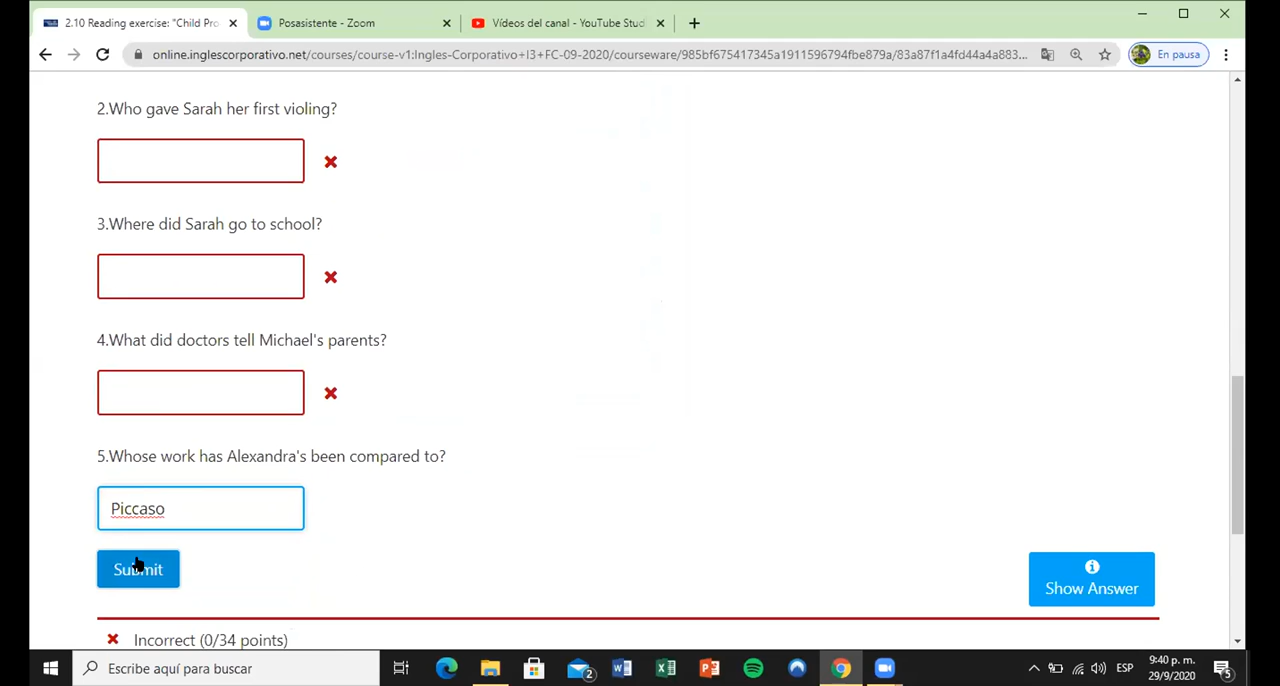 2.10 Reading exercise: "Child Pro
Posasistente - Zoom
Vídeos del canal - YouTube Stud
online.inglescorporativo.net/courses/course-v1:Ingles-Corporativo+I3+FC-09-2020/courseware/985bf675417345a1911596794fbe879a/83a87f1a4fd44a4a883...
En pausa
2.Who gave Sarah her first violing?
3.Where did Sarah go to school?
4.What did doctors tell Michael's parents?
5.Whose work has Alexandra's been compared to?
Piccaso
Submit
Show Answer
Incorrect (0/34 points)
Escribe aquí para buscar
2
ESP
9:40 p. m.
29/9/2020
5